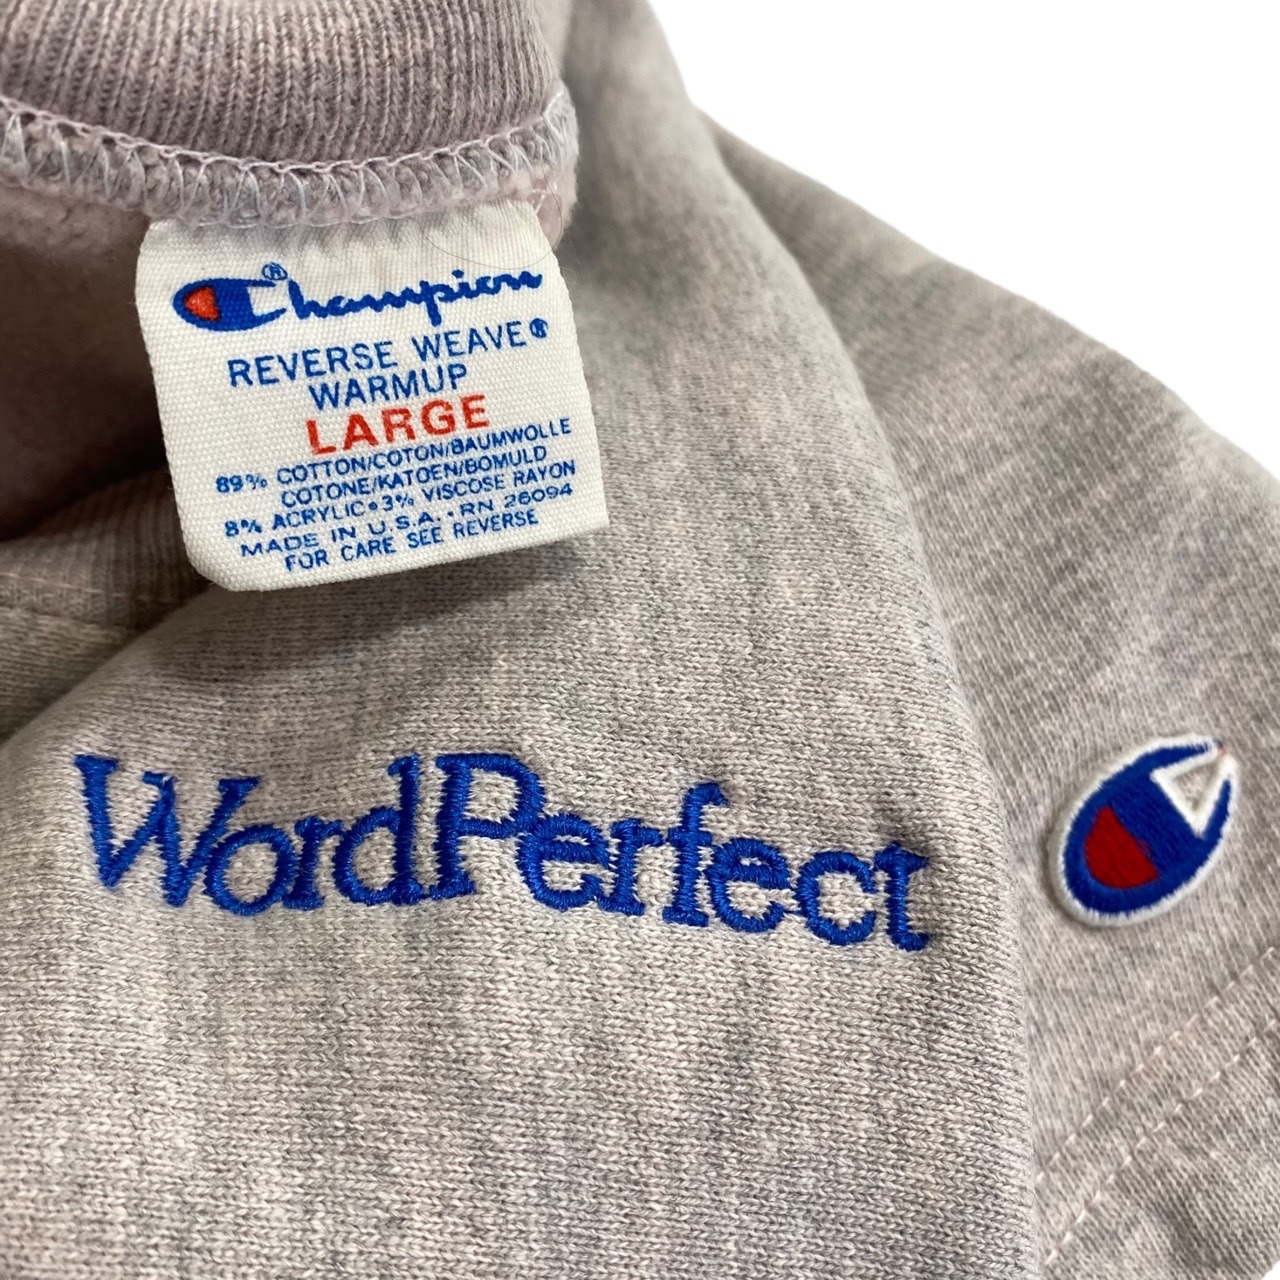 Champion®
REVERSE WEAVE®
WARMUP
LARGE
89% COTTON/COTON/BAUMWOLLE
COTONE/KATOEN/BOMULD
8% ACRYLIC•3% VISCOSE RAYON
MADE IN U.S.A. • RN 26094
FOR CARE SEE REVERSE
WordPerfect